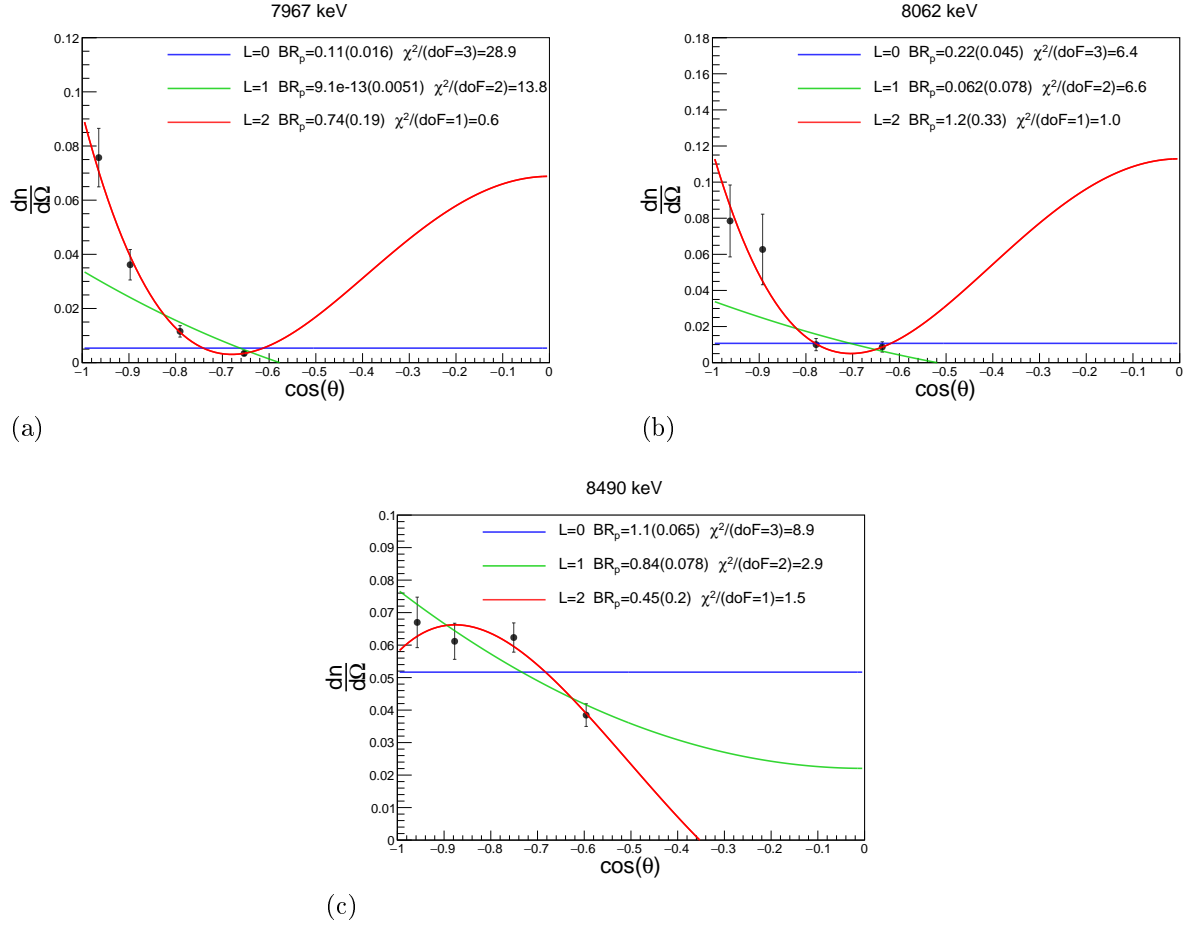 7967 keV
L=0 BRₚ=0.11(0.016) χ²/(doF=3)=28.9
L=1 BRₚ=9.1e-13(0.0051) χ²/(doF=2)=13.8
L=2 BRₚ=0.74(0.19) χ²/(doF=1)=0.6
0.12
0.1
0.08
0.06
0.04
0.02
0
dn
dΩ
−1 −0.9 −0.8 −0.7 −0.6 −0.5 −0.4 −0.3 −0.2 −0.1 0
cos(θ)
(a)
8062 keV
L=0 BRₚ=0.22(0.045) χ²/(doF=3)=6.4
L=1 BRₚ=0.062(0.078) χ²/(doF=2)=6.6
L=2 BRₚ=1.2(0.33) χ²/(doF=1)=1.0
0.18
0.16
0.14
0.12
0.10
0.08
0.06
0.04
0.02
0
dn
dΩ
−1 −0.9 −0.8 −0.7 −0.6 −0.5 −0.4 −0.3 −0.2 −0.1 0
cos(θ)
(b)
8490 keV
L=0 BRₚ=1.1(0.065) χ²/(doF=3)=8.9
L=1 BRₚ=0.84(0.078) χ²/(doF=2)=2.9
L=2 BRₚ=0.45(0.2) χ²/(doF=1)=1.5
0.1
0.09
0.08
0.07
0.06
0.05
0.04
0.03
0.02
0.01
0
dn
dΩ
−1 −0.9 −0.8 −0.7 −0.6 −0.5 −0.4 −0.3 −0.2 −0.1 0
cos(θ)
(c)